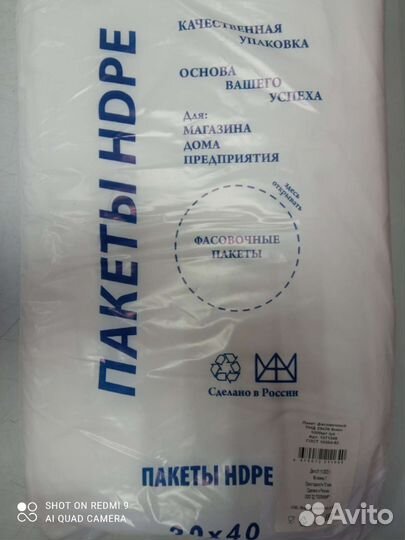 КАЧЕСТВЕННАЯ
УПАКОВКА
ОСНОВА
ВАШЕГО
УСПЕХА
Для:
МАГАЗИНА
ДОМА
ПРЕДПРИЯТИЯ
ПАКЕТЫ HDPE
здесь
открывать
ФАСОВОЧНЫЕ
ПАКЕТЫ
Сделано в России
ПАКЕТЫ HDPE
30x40
SHOT ON REDMI 9
AI QUAD CAMERA
Avito